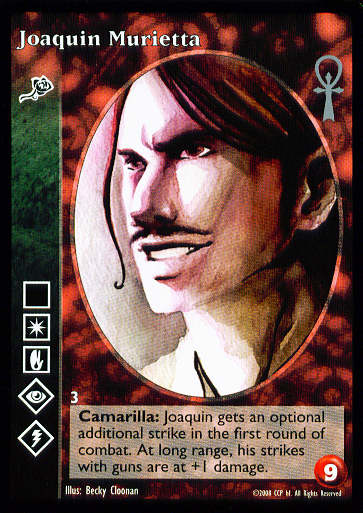 Joaquin Murietta
3
Camarilla: Joaquin gets an optional
additional strike in the first round of
combat. At long range, his strikes
with guns are at +1 damage.
9
Illus: Becky Cloonan
©2008 CCP hf. All Rights Reserved